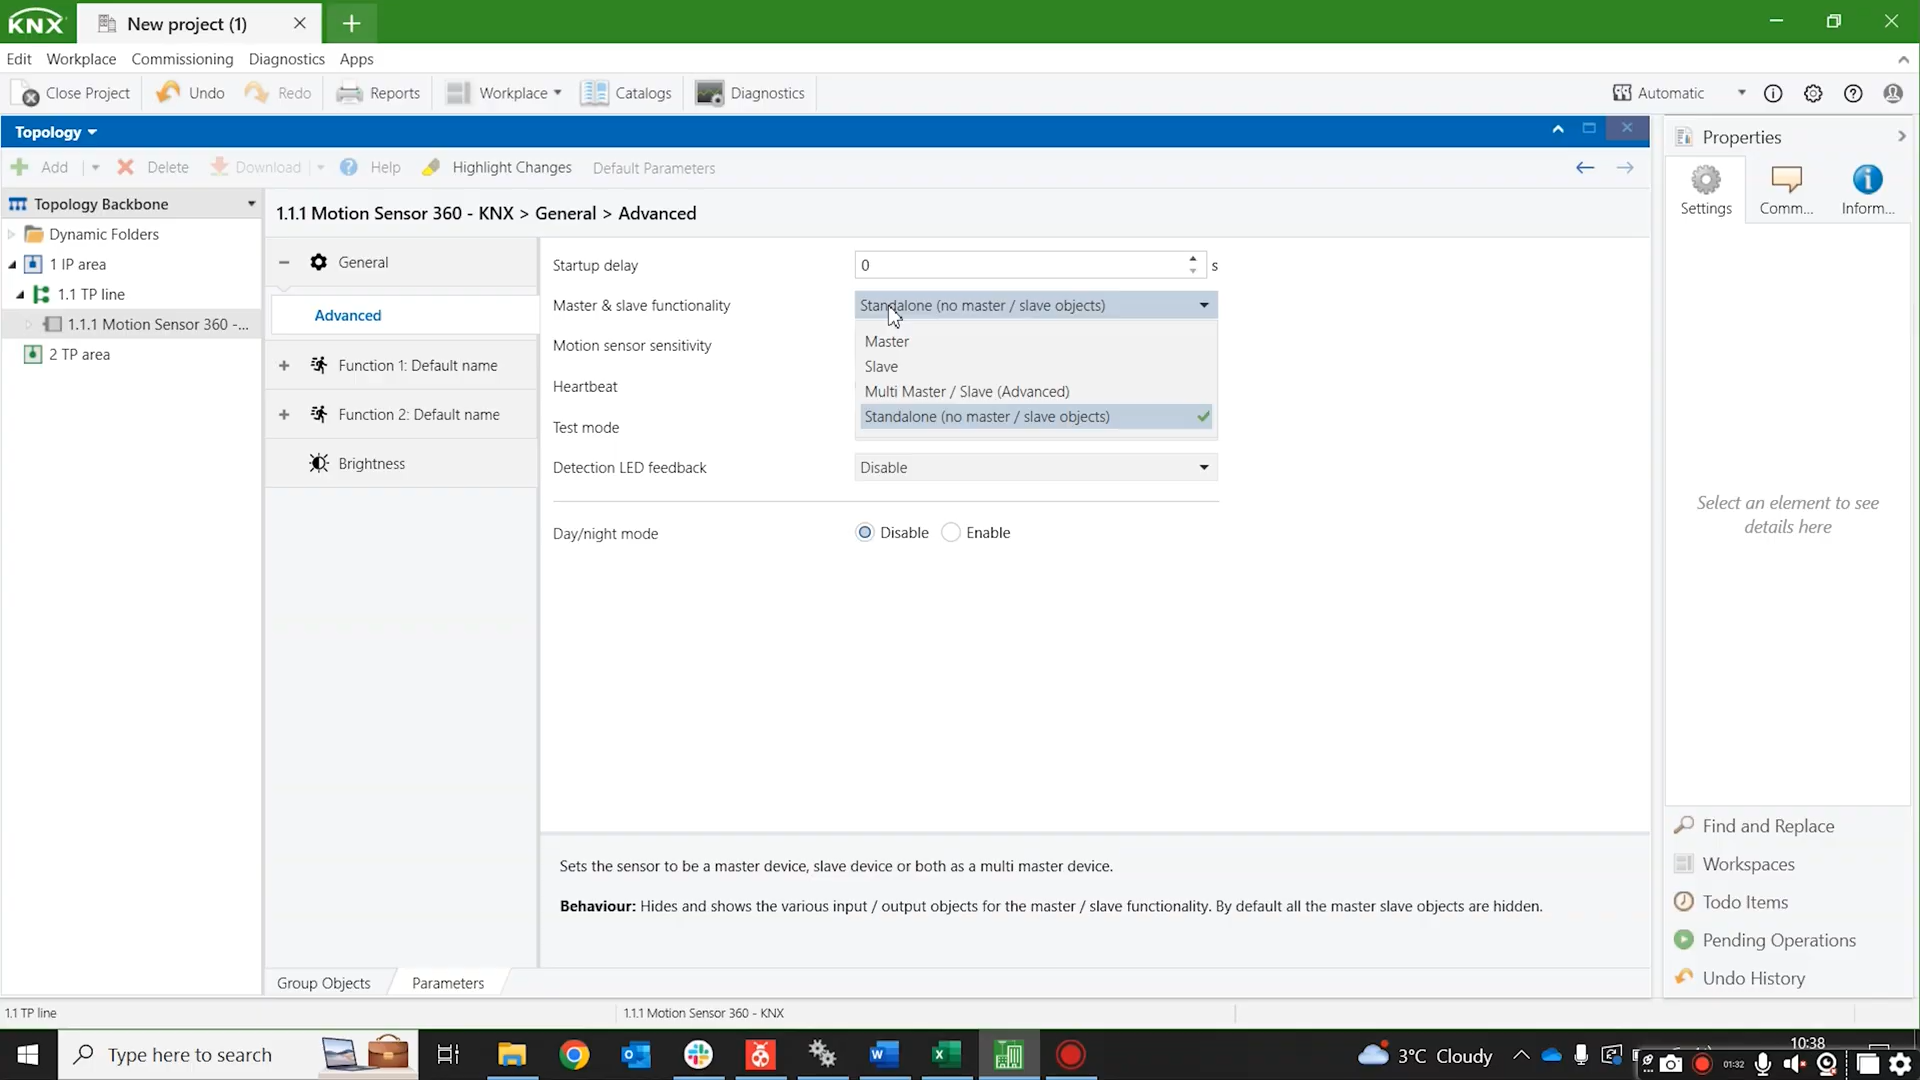 KNX
New project (1)
Edit Workplace Commissioning Diagnostics Apps
Close Project Undo Redo Reports Workplace Catalogs Diagnostics Automatic
Topology
Add Delete Download Help Highlight Changes Default Parameters
Topology Backbone
Dynamic Folders
1 IP area
1.1 TP line
1.1.1 Motion Sensor 360 -...
2 TP area
1.1.1 Motion Sensor 360 - KNX > General > Advanced
General
Advanced
Function 1: Default name
Function 2: Default name
Brightness
Startup delay 0 s
Master & slave functionality Standalone (no master / slave objects)
Master
Slave
Multi Master / Slave (Advanced)
Standalone (no master / slave objects)
Motion sensor sensitivity
Heartbeat
Test mode
Detection LED feedback Disable
Day/night mode Disable Enable
Sets the sensor to be a master device, slave device or both as a multi master device.
Behaviour: Hides and shows the various input / output objects for the master / slave functionality. By default all the master slave objects are hidden.
Group Objects Parameters
Properties
Settings Comm... Inform...
Select an element to see
details here
Find and Replace
Workspaces
Todo Items
Pending Operations
Undo History
1.1 TP line 1.1.1 Motion Sensor 360 - KNX
Type here to search
3°C Cloudy
10:38
01:32